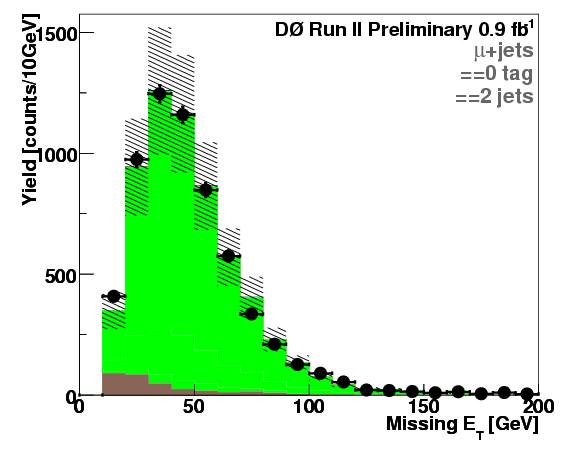 DØ Run II Preliminary 0.9 fb-1
μ+jets
==0 tag
==2 jets
Yield [counts/10GeV]
1500
1000
500
0
0 50 100 150 200
Missing ET [GeV]